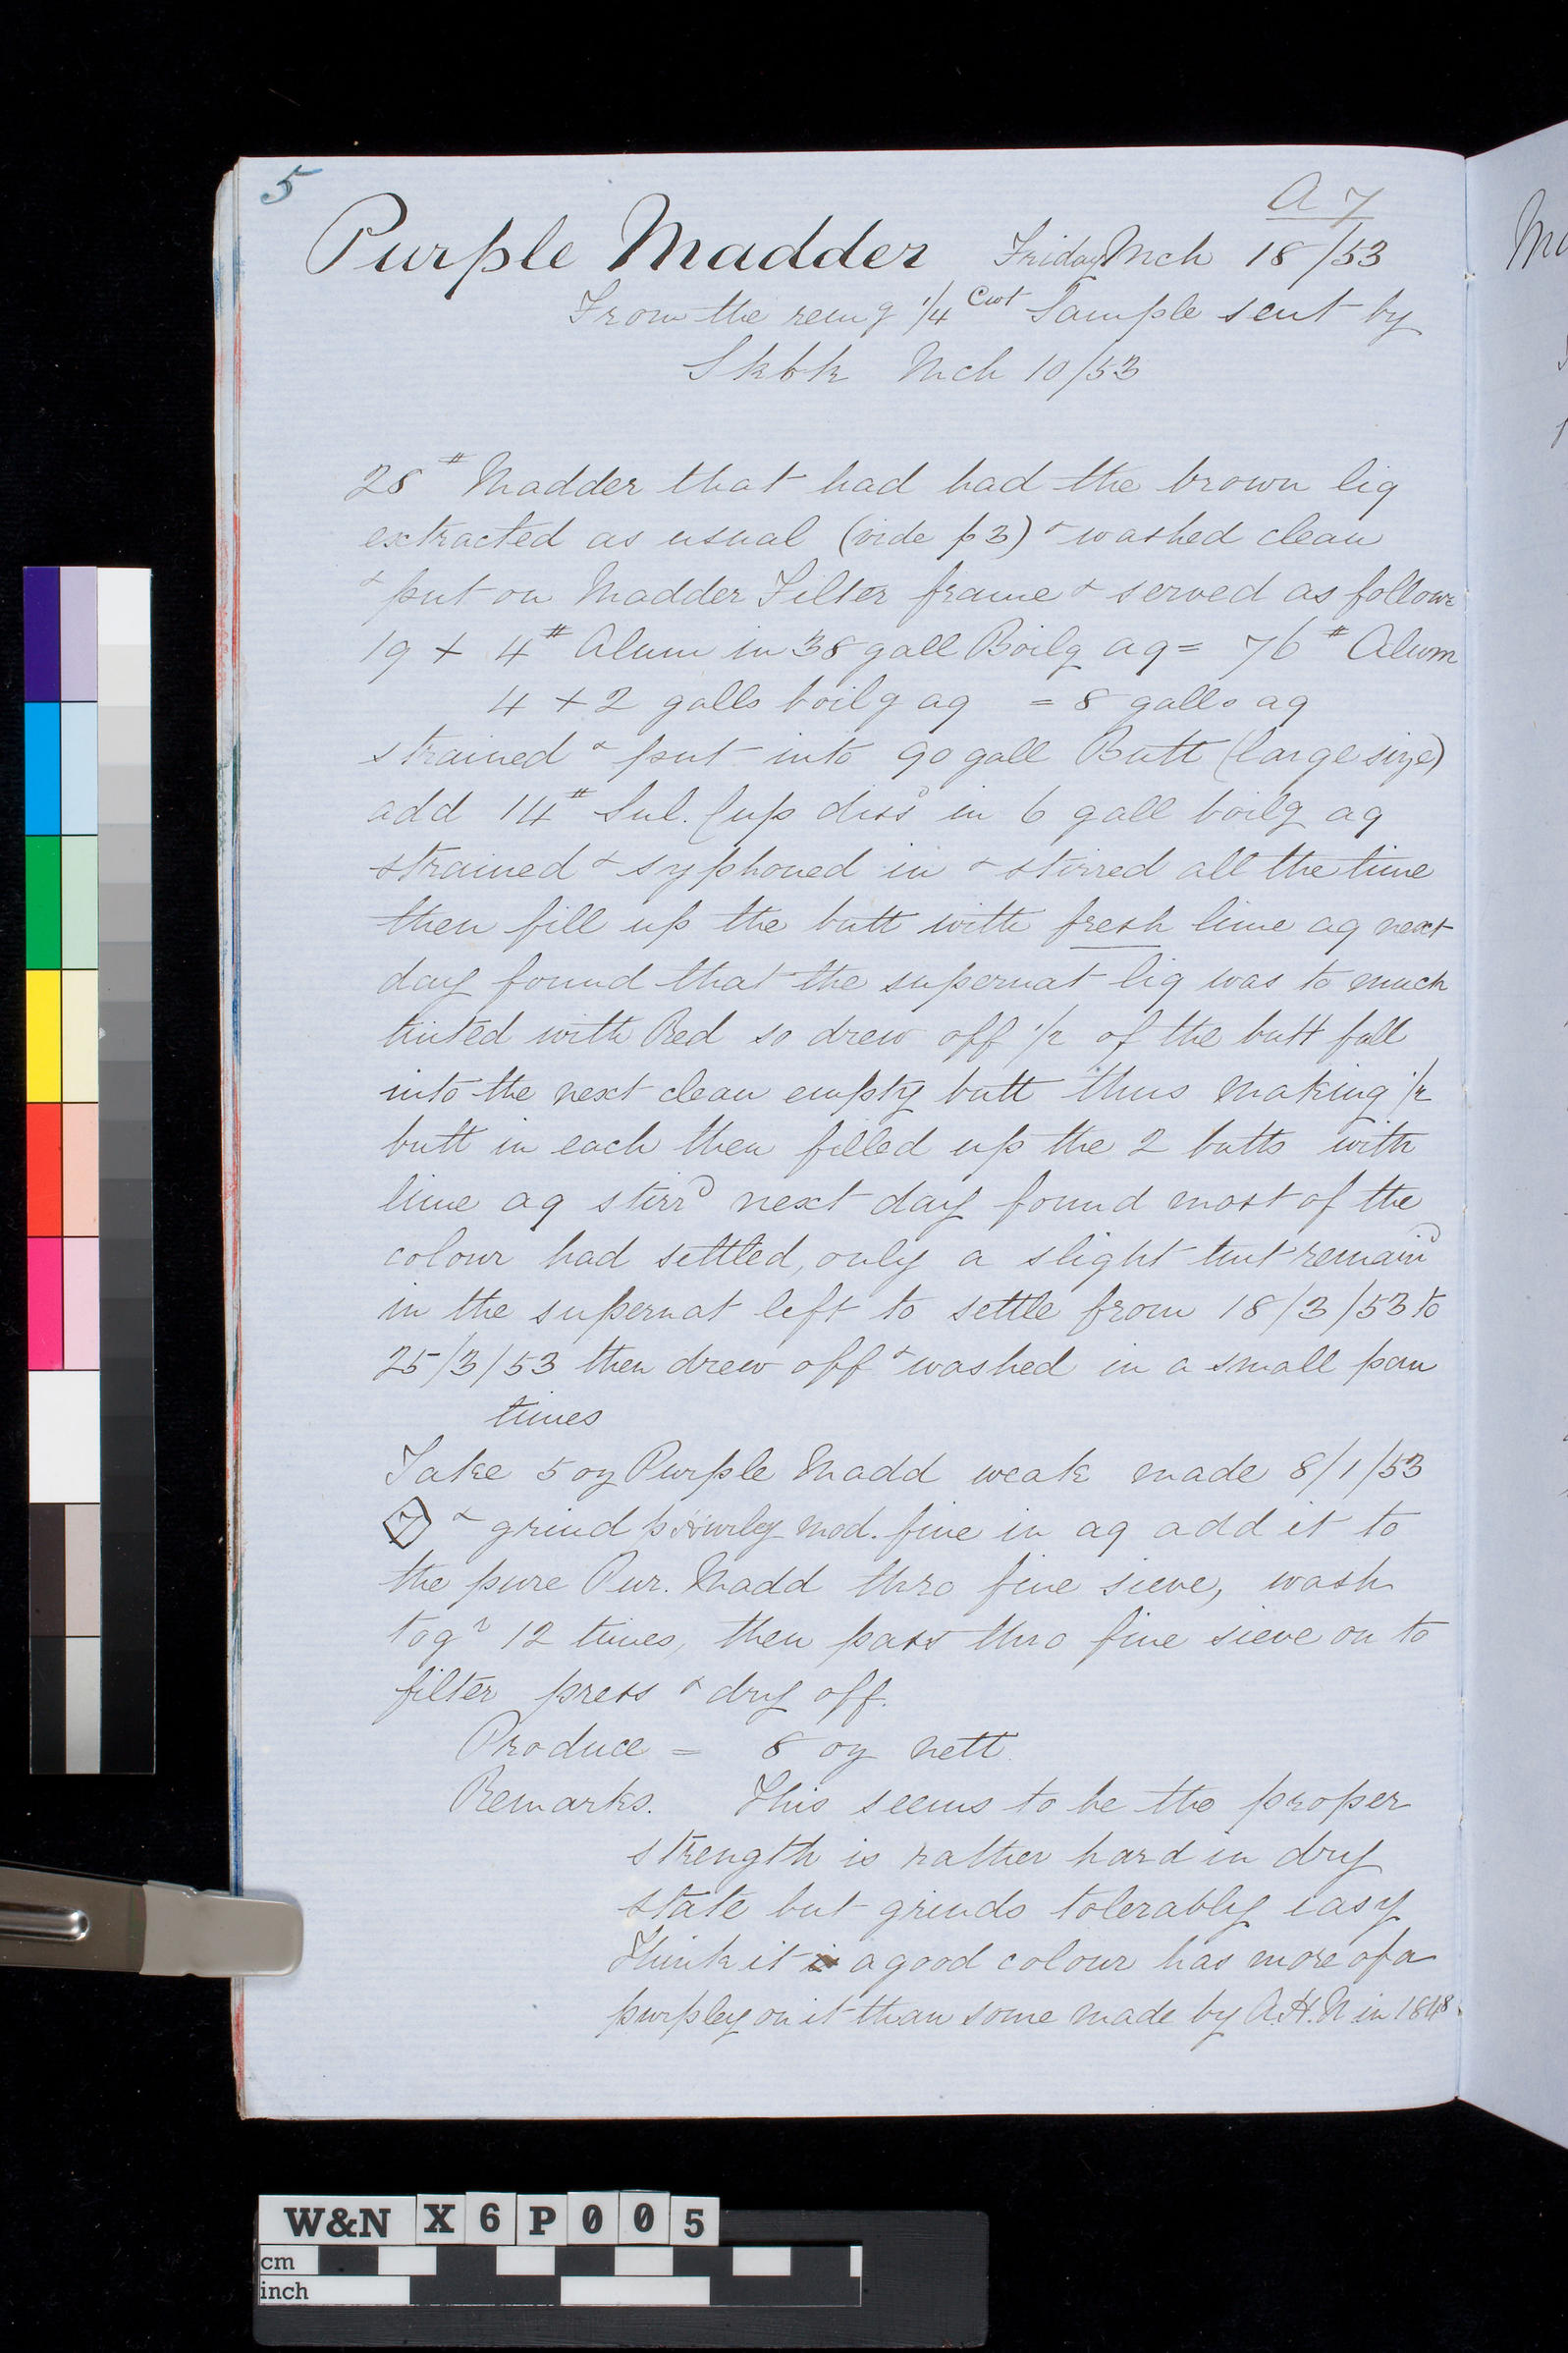 5
A 7
Purple Madder Friday Mch 18/53
From the remg 1/4 Cwt Sample sent by
Skbk Mch 10/53
28# Madder that had had the brown liq
extracted as usual (vide p3) & washed clean
& put on Madder Filter frame & served as follows
19 + 4# Alum in 38 gall Boilg aq = 76# Alum
4 + 2 galls boilg aq = 8 galls aq
strained & put into 90 gall Butt (large size)
add 14# Sul. Cup dissd in 6 gall boilg aq
strained & syphoned in & stirred all the time
then fill up the butt with fresh lime aq next
day found that the supernat liq was to much
tinted with Red so drew off 1/2 of the butt full
into the next clean empty butt thus making 1/2
butt in each then filled up the 2 butts with
lime aq stirrd next day found most of the
colour had settled, only a slight tint remaind
in the supernat left to settle from 18/3/53 to
25/3/53 then drew off & washed in a small pan
times
Take 5 oz Purple Madd weak made 8/1/53
7 & grind mod. fine in aq add it to
the pure Pur. Madd thro fine sieve, wash
togr 12 times, then pass thro fine sieve on to
filter press & dry off.
Produce = 8 oz nett.
Remarks. This seems to be the proper
strength is rather hard in dry
state but grinds tolerably easy
Think it is a good colour has more of a
purpley on it than some made by A.H.N in 1848.
Ma
W&N X6P005
cm
inch